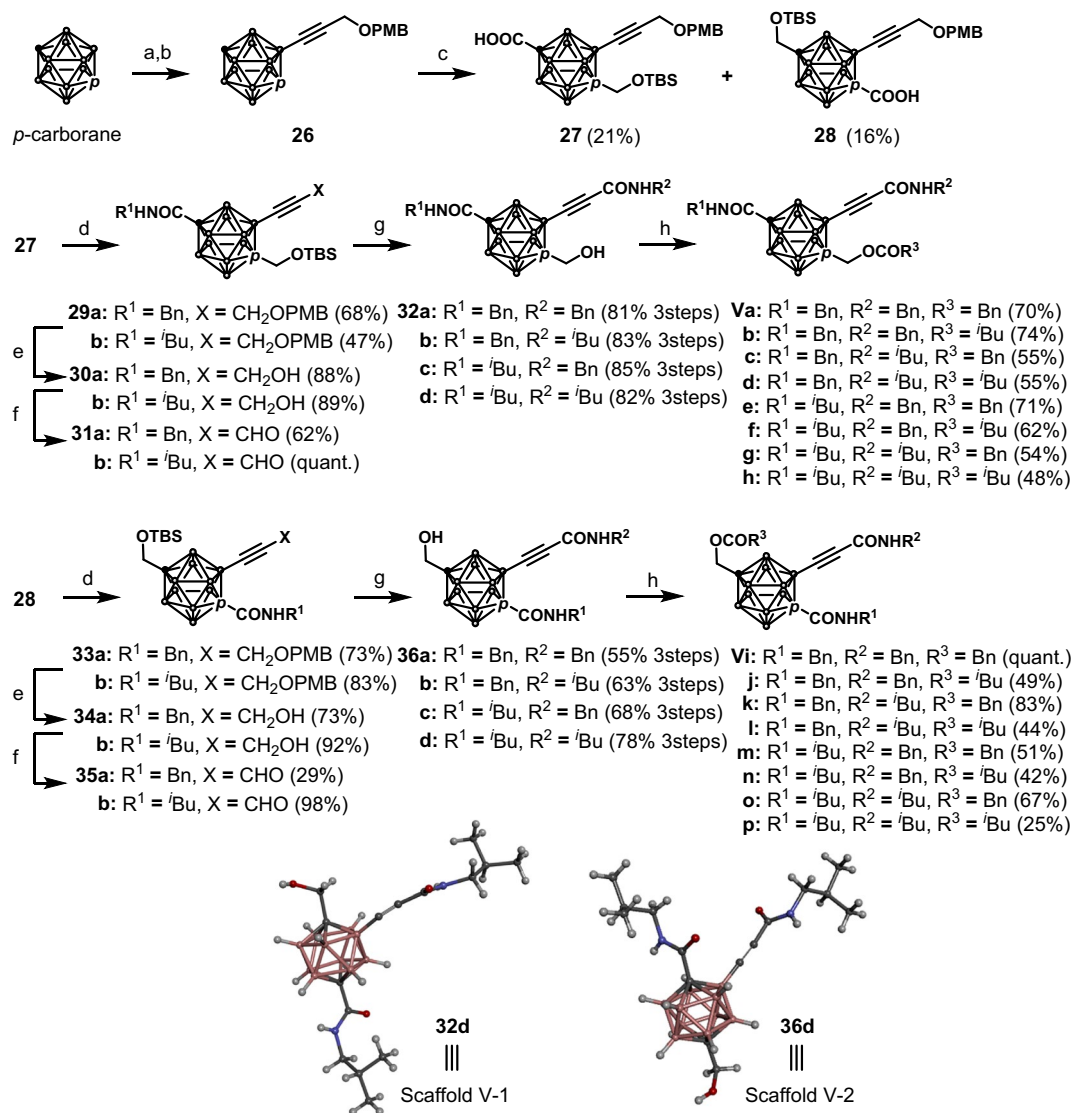 a,b
OPMB
p
p
c
HOOC
OPMB
p
OTBS
+
OTBS
OPMB
p
COOH
p-carborane
26
27 (21%)
28 (16%)
27
d
R¹HNOC
X
p
OTBS
g
R¹HNOC
CONHR²
p
OH
h
R¹HNOC
CONHR²
p
OCOR³
29a: R¹ = Bn, X = CH₂OPMB (68%)
b: R¹ = ⁱBu, X = CH₂OPMB (47%)
e
30a: R¹ = Bn, X = CH₂OH (88%)
b: R¹ = ⁱBu, X = CH₂OH (89%)
f
31a: R¹ = Bn, X = CHO (62%)
b: R¹ = ⁱBu, X = CHO (quant.)
32a: R¹ = Bn, R² = Bn (81% 3steps)
b: R¹ = Bn, R² = ⁱBu (83% 3steps)
c: R¹ = ⁱBu, R² = Bn (85% 3steps)
d: R¹ = ⁱBu, R² = ⁱBu (82% 3steps)
Va: R¹ = Bn, R² = Bn, R³ = Bn (70%)
b: R¹ = Bn, R² = Bn, R³ = ⁱBu (74%)
c: R¹ = Bn, R² = ⁱBu, R³ = Bn (55%)
d: R¹ = Bn, R² = ⁱBu, R³ = ⁱBu (55%)
e: R¹ = ⁱBu, R² = Bn, R³ = Bn (71%)
f: R¹ = ⁱBu, R² = Bn, R³ = ⁱBu (62%)
g: R¹ = ⁱBu, R² = ⁱBu, R³ = Bn (54%)
h: R¹ = ⁱBu, R² = ⁱBu, R³ = ⁱBu (48%)
28
d
OTBS
X
p
CONHR¹
g
OH
CONHR²
p
CONHR¹
h
OCOR³
CONHR²
p
CONHR¹
33a: R¹ = Bn, X = CH₂OPMB (73%)
b: R¹ = ⁱBu, X = CH₂OPMB (83%)
e
34a: R¹ = Bn, X = CH₂OH (73%)
b: R¹ = ⁱBu, X = CH₂OH (92%)
f
35a: R¹ = Bn, X = CHO (29%)
b: R¹ = ⁱBu, X = CHO (98%)
36a: R¹ = Bn, R² = Bn (55% 3steps)
b: R¹ = Bn, R² = ⁱBu (63% 3steps)
c: R¹ = ⁱBu, R² = Bn (68% 3steps)
d: R¹ = ⁱBu, R² = ⁱBu (78% 3steps)
Vi: R¹ = Bn, R² = Bn, R³ = Bn (quant.)
j: R¹ = Bn, R² = Bn, R³ = ⁱBu (49%)
k: R¹ = Bn, R² = ⁱBu, R³ = Bn (83%)
l: R¹ = Bn, R² = ⁱBu, R³ = ⁱBu (44%)
m: R¹ = ⁱBu, R² = Bn, R³ = Bn (51%)
n: R¹ = ⁱBu, R² = Bn, R³ = ⁱBu (42%)
o: R¹ = ⁱBu, R² = ⁱBu, R³ = Bn (67%)
p: R¹ = ⁱBu, R² = ⁱBu, R³ = ⁱBu (25%)
32d
Scaffold V-1
36d
Scaffold V-2